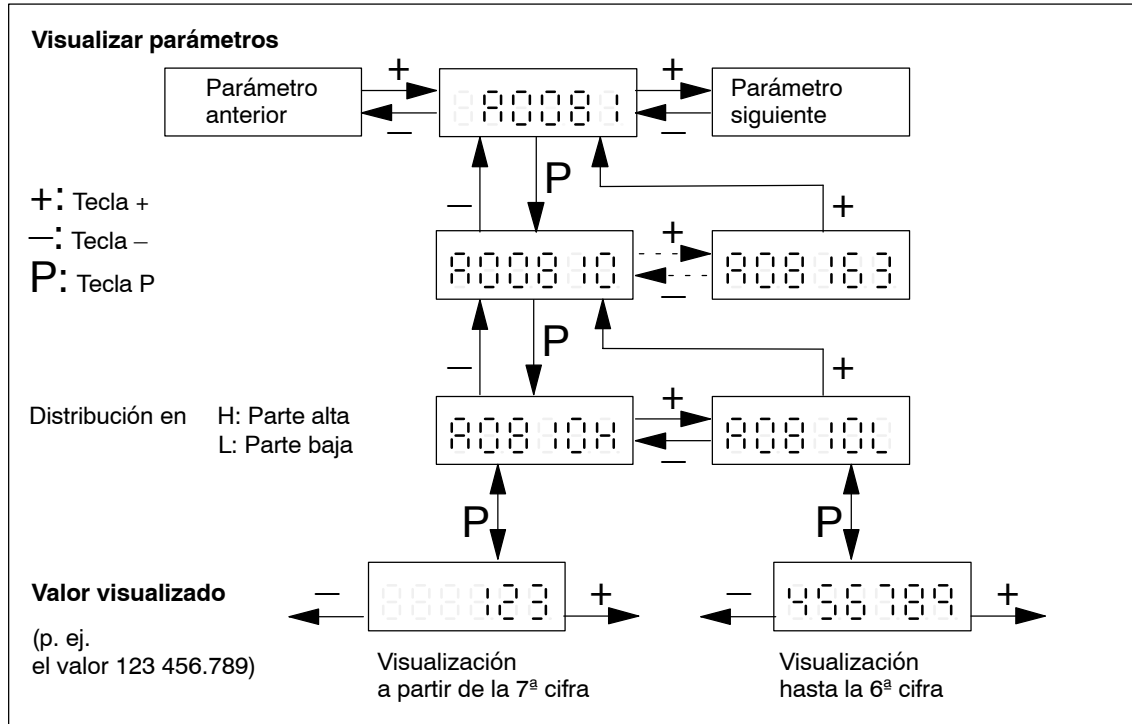 Visualizar parámetros
Parámetro
anterior
+
–
A0081
+
–
Parámetro
siguiente
+: Tecla +
–: Tecla –
P: Tecla P
–
P
+
A00810
+
–
A08163
–
P
+
Distribución en H: Parte alta
L: Parte baja
A0810H
+
–
A0810L
P
P
Valor visualizado
(p. ej.
el valor 123 456.789)
–
123
+
–
456789
+
Visualización
a partir de la 7ª cifra
Visualización
hasta la 6ª cifra